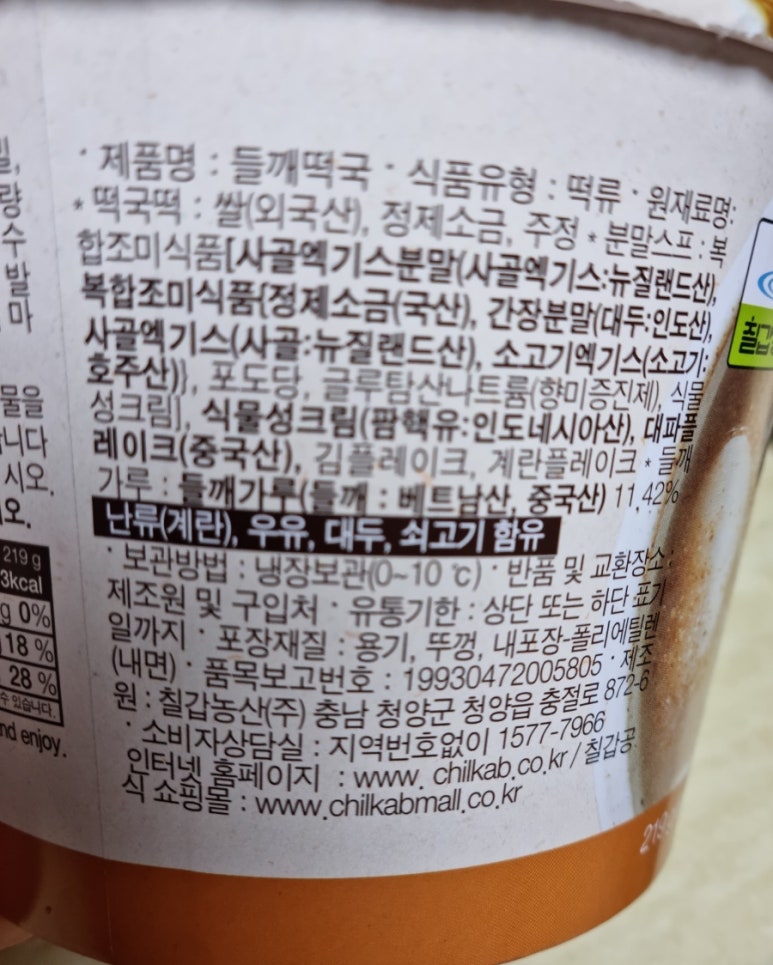 · 제품명 : 들깨떡국 · 식품유형 : 떡류 · 원재료명:
* 떡국떡 : 쌀(외국산), 정제소금, 주정 * 분말스프 : 복
합조미식품[사골엑기스분말(사골엑기스:뉴질랜드산),
복합조미식품{정제소금(국산), 간장분말(대두:인도산),
사골엑기스(사골:뉴질랜드산), 소고기엑기스(소고기:
호주산)}, 포도당, 글루탐산나트륨(향미증진제), 식물
성크림], 식물성크림(팜핵유:인도네시아산), 대파플
레이크(중국산), 김플레이크, 계란플레이크 * 들깨
가루 : 들깨가루(들깨 : 베트남산, 중국산) 11.42%
난류(계란), 우유, 대두, 쇠고기 함유
· 보관방법 : 냉장보관(0~10 ℃) · 반품 및 교환장소 :
제조원 및 구입처 · 유통기한 : 상단 또는 하단 표기
일까지 · 포장재질 : 용기, 뚜껑, 내포장-폴리에틸렌
(내면) · 품목보고번호 : 19930472005805 · 제조
원 : 칠갑농산(주) 충남 청양군 청양읍 충절로 872-6
· 소비자상담실 : 지역번호없이 1577-7966
인터넷 홈페이지 : www.chilkab.co.kr / 칠갑공
식 쇼핑몰 : www.chilkabmall.co.kr
량
수
발
마
물을
니다
시오.
오.
219 g
3kcal
g 0%
18 %
28 %
수 있습니다.
nd enjoy.
칠갑